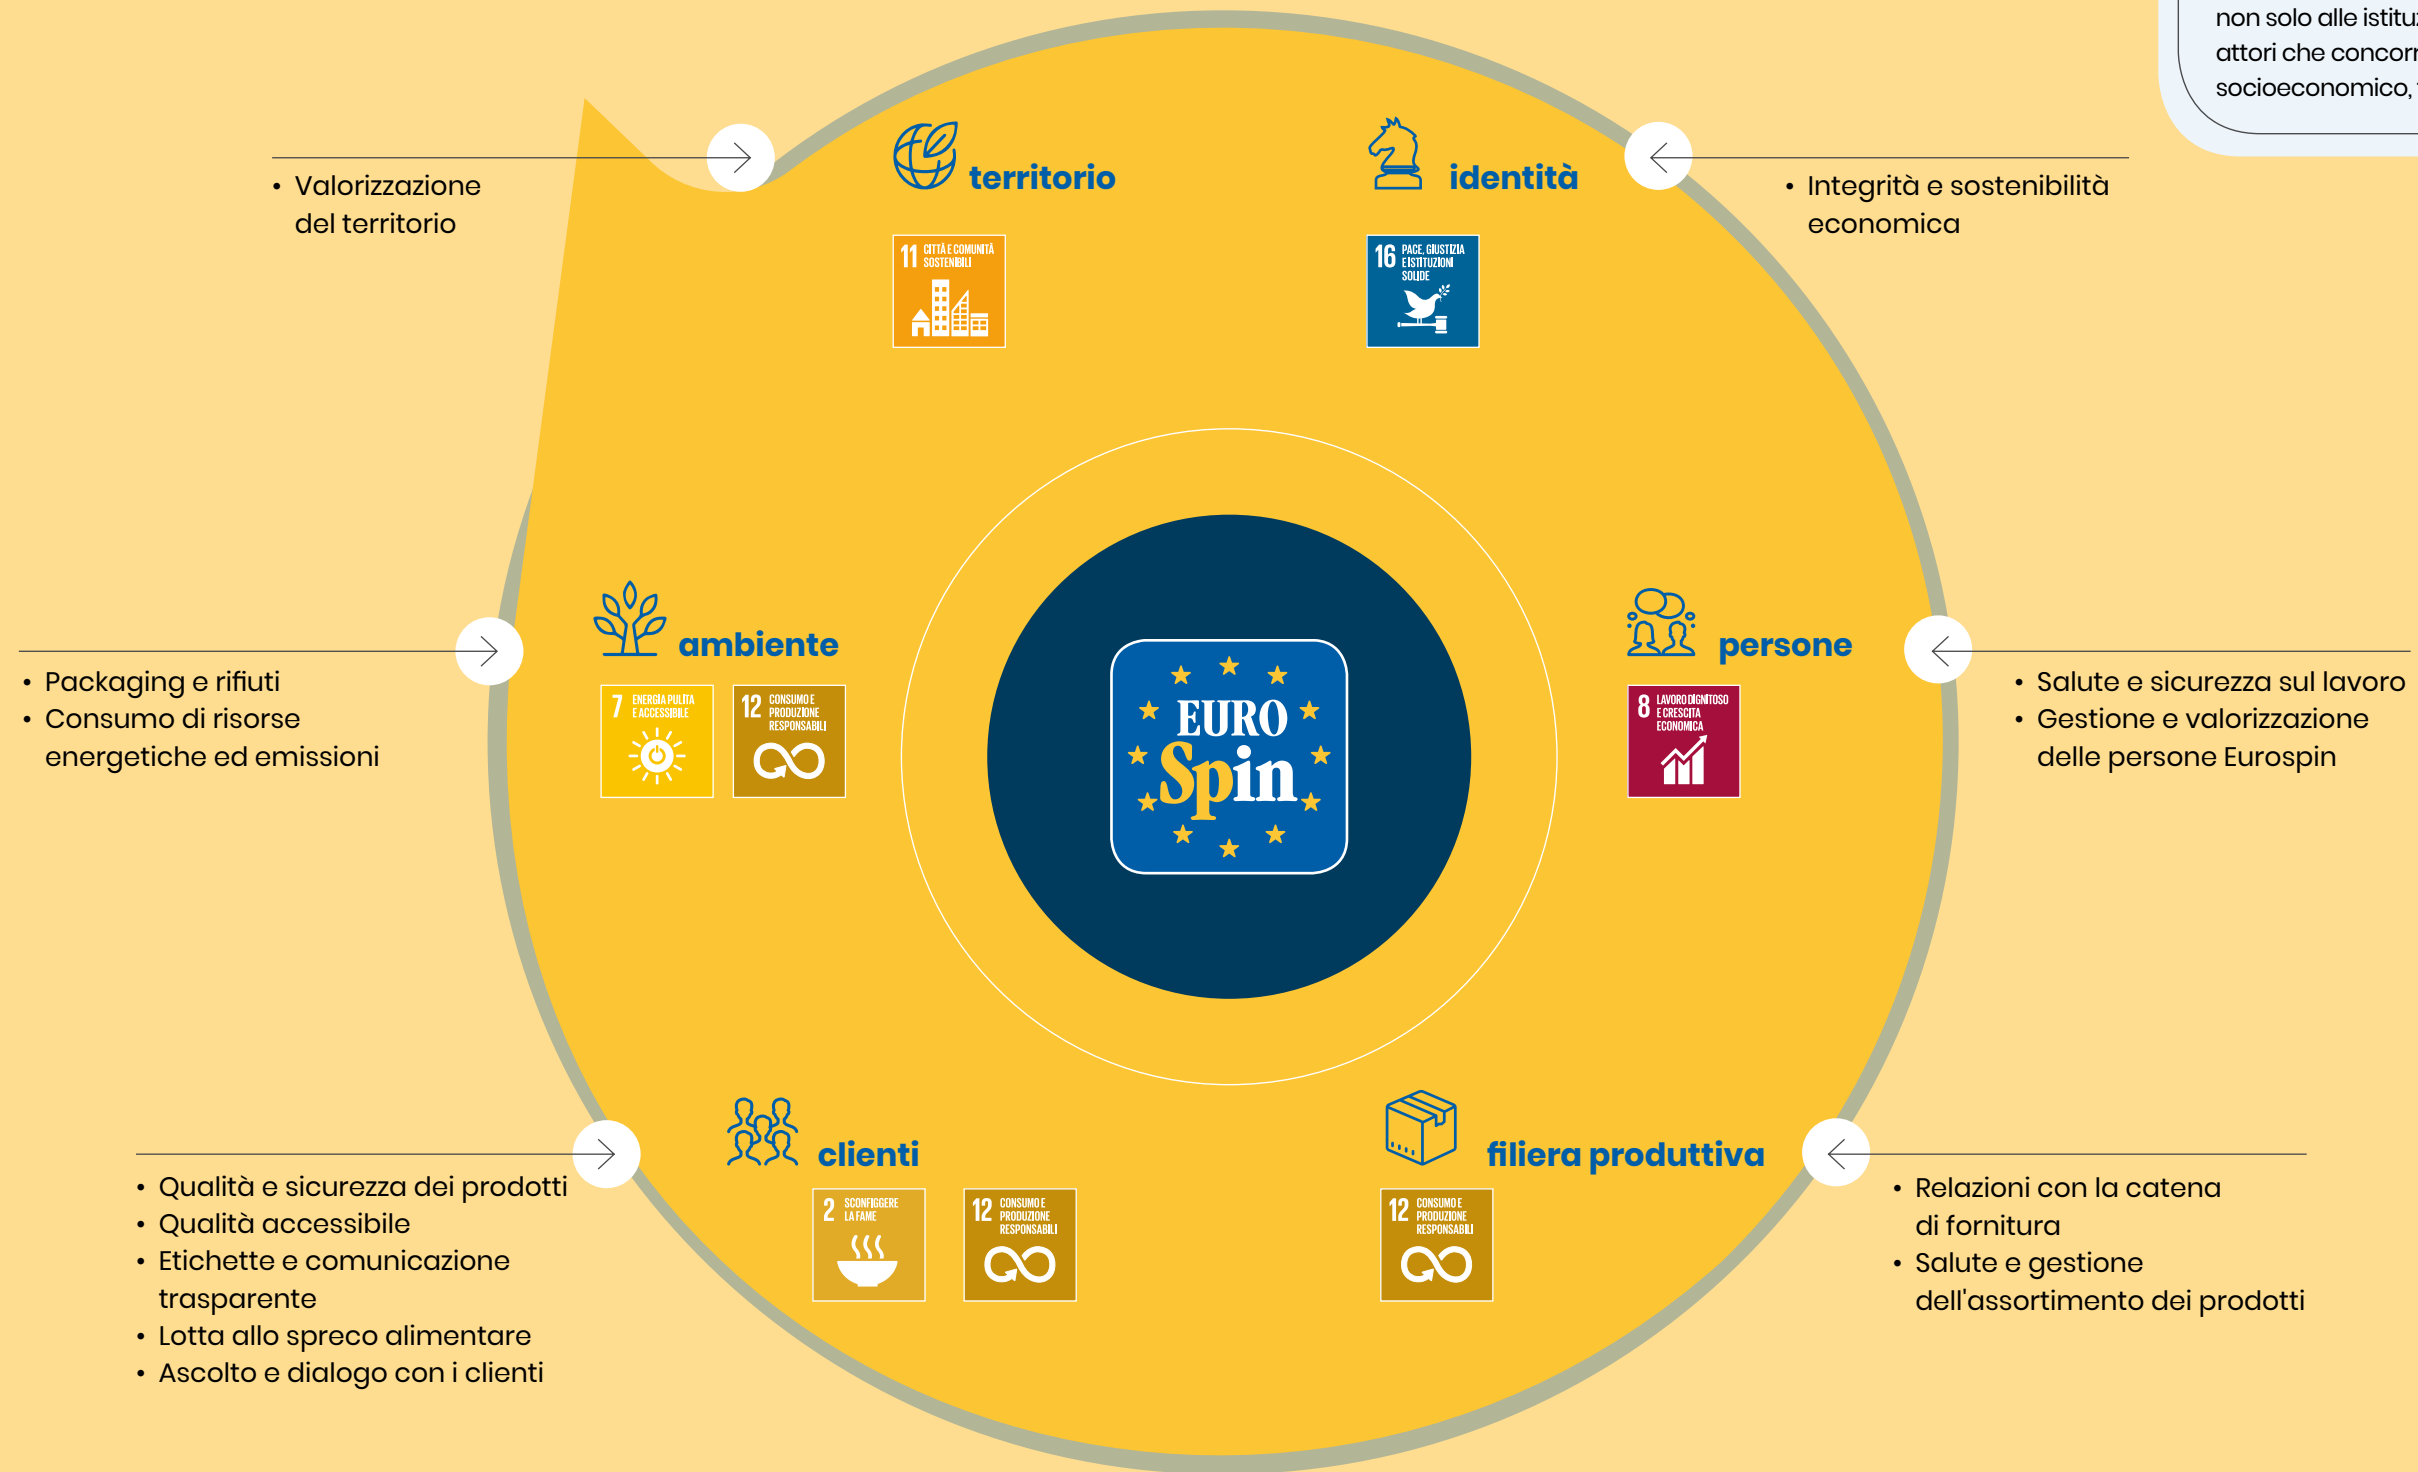 non solo alle istitu
attori che concorr
socioeconomico,
territorio
11 CITTÀ E COMUNITÀ
SOSTENIBILI
• Valorizzazione
del territorio
identità
16 PACE, GIUSTIZIA
E ISTITUZIONI
SOLIDE
• Integrità e sostenibilità
economica
ambiente
7 ENERGIA PULITA
E ACCESSIBILE
12 CONSUMO E
PRODUZIONE
RESPONSABILI
• Packaging e rifiuti
• Consumo di risorse
energetiche ed emissioni
EURO
Spin
persone
8 LAVORO DIGNITOSO
E CRESCITA
ECONOMICA
• Salute e sicurezza sul lavoro
• Gestione e valorizzazione
delle persone Eurospin
clienti
2 SCONFIGGERE
LA FAME
12 CONSUMO E
PRODUZIONE
RESPONSABILI
• Qualità e sicurezza dei prodotti
• Qualità accessibile
• Etichette e comunicazione
trasparente
• Lotta allo spreco alimentare
• Ascolto e dialogo con i clienti
filiera produttiva
12 CONSUMO E
PRODUZIONE
RESPONSABILI
• Relazioni con la catena
di fornitura
• Salute e gestione
dell'assortimento dei prodotti